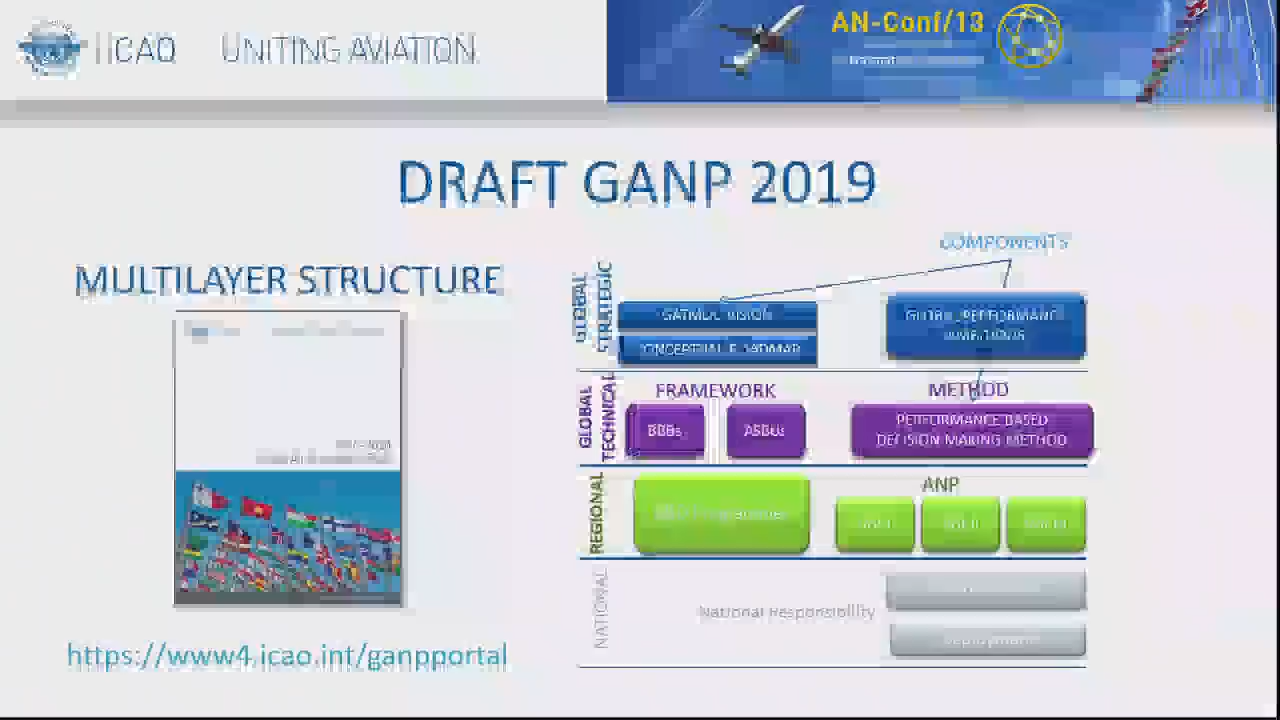 ICAO UNITING AVIATION
AN-Conf/13
DRAFT GANP 2019
MULTILAYER STRUCTURE
https://www4.icao.int/ganpportal
COMPONENTS
GLOBAL
STRATEGIC
VISION
CONCEPTUAL ROADMAP
GLOBAL PERFORMANCE
AMBITIONS
GLOBAL
TECHNICAL
FRAMEWORK
BBBs
ASBUs
METHOD
PERFORMANCE BASED
DECISION MAKING METHOD
REGIONAL
ANP
NATIONAL
National Responsibility
Deployment